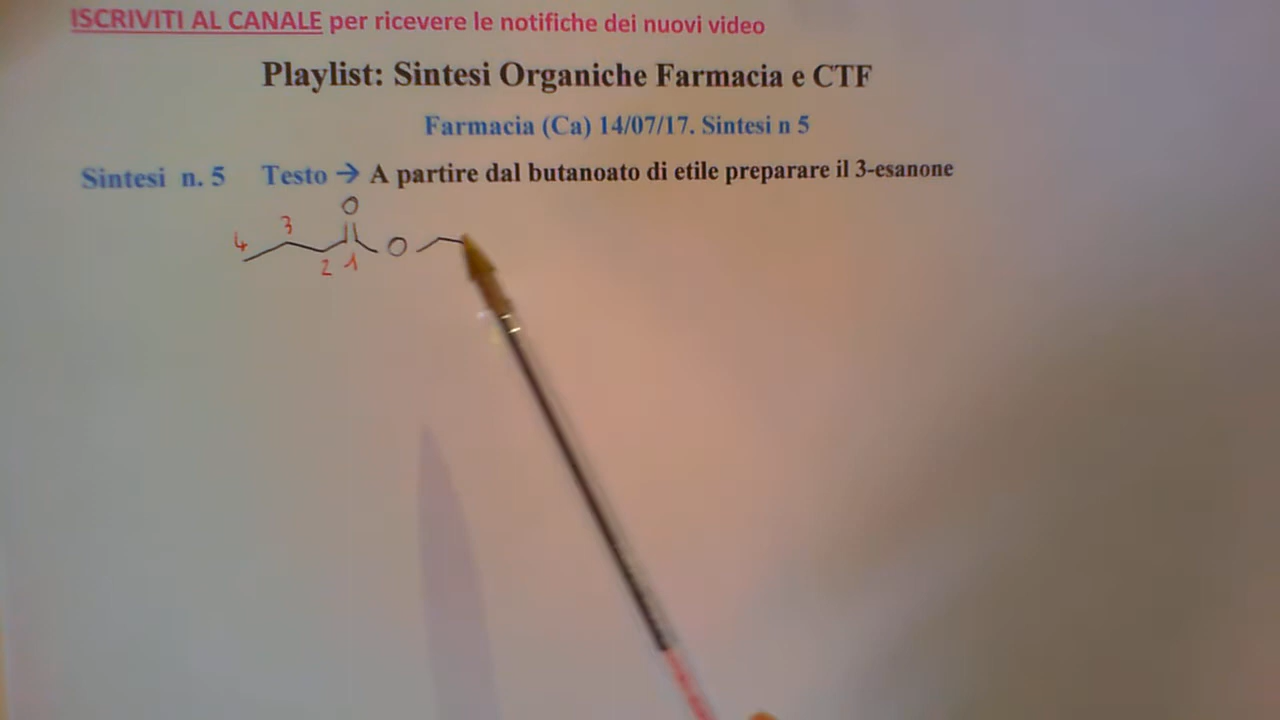 ISCRIVITI AL CANALE per ricevere le notifiche dei nuovi video
Playlist: Sintesi Organiche Farmacia e CTF
Farmacia (Ca) 14/07/17. Sintesi n 5
Sintesi n. 5 Testo → A partire dal butanoato di etile preparare il 3-esanone
O
4 3 O
2 1